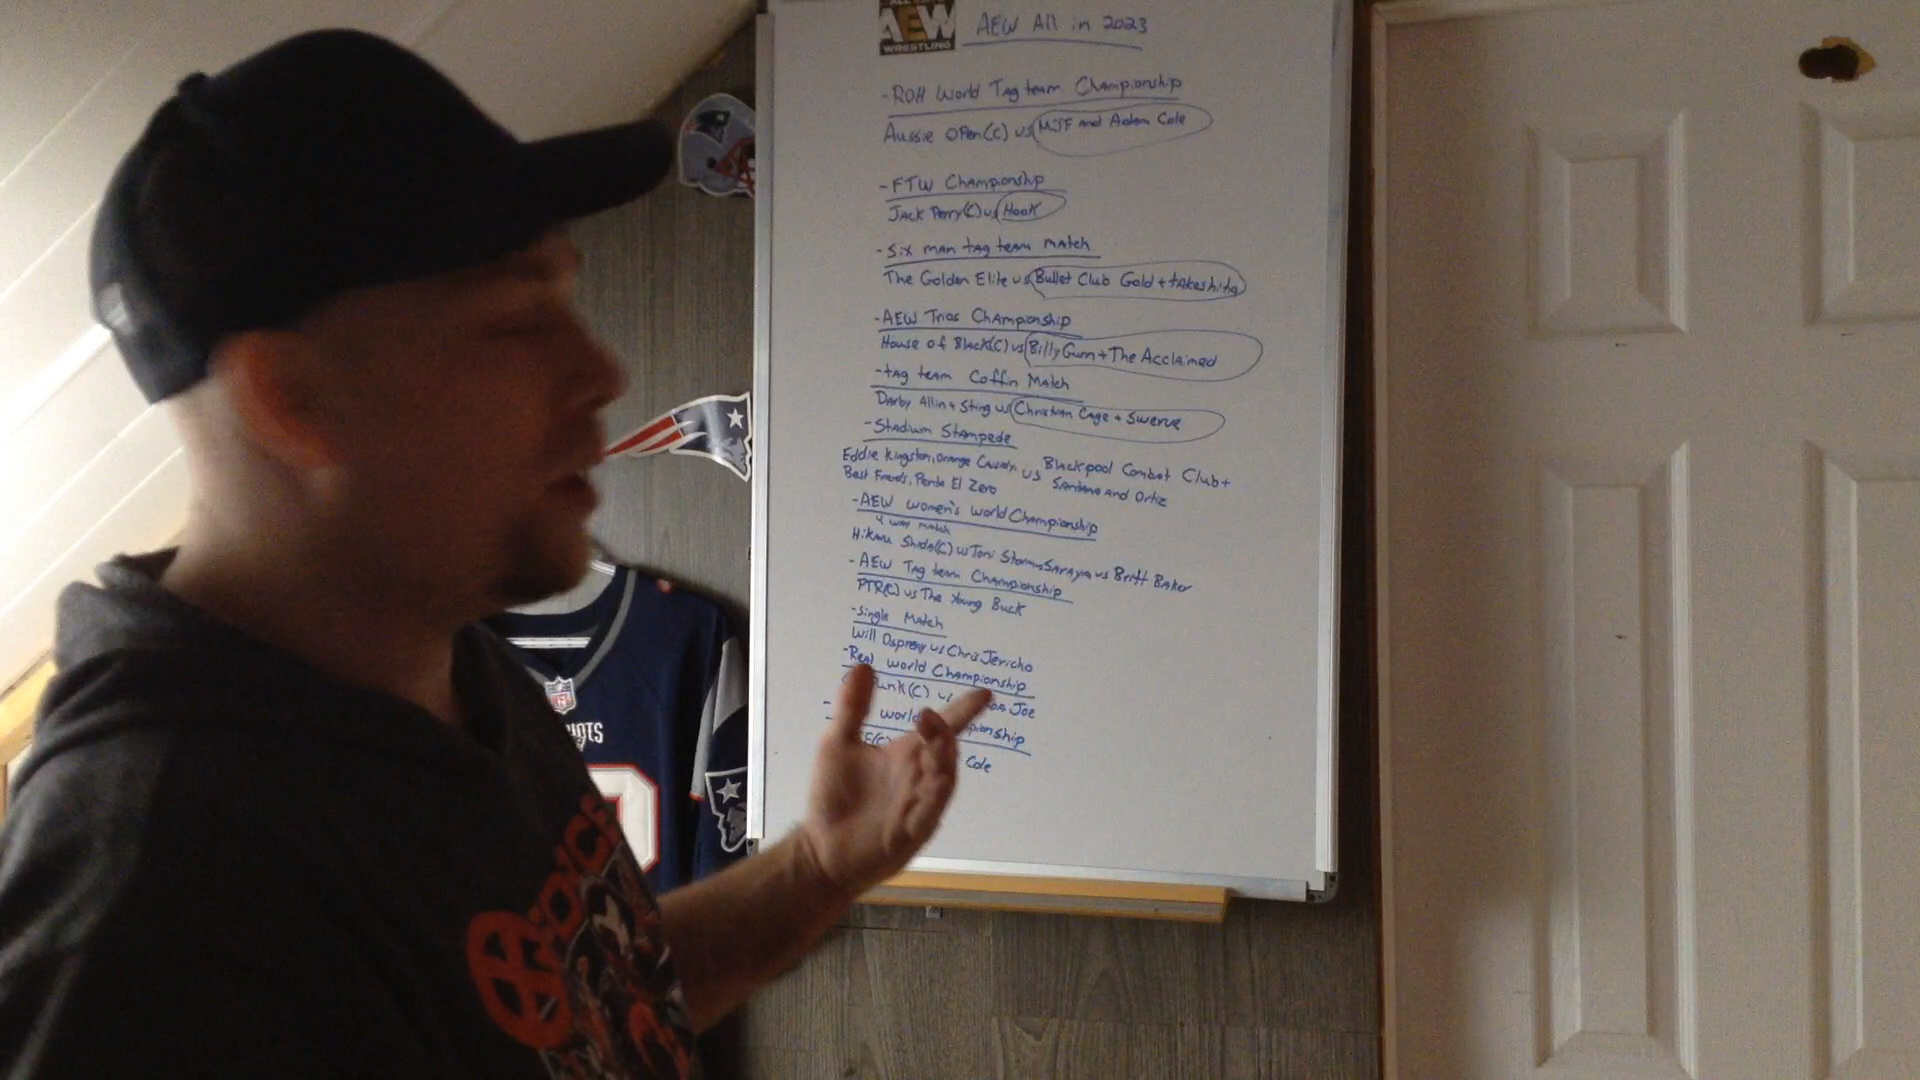 AEW
WRESTLING
AEW All in 2023
- ROH World Tag team Championship
Aussie Open(C) vs MJF and Adam Cole
- FTW Championship
Jack Perry(C) vs Hook
- Six man tag team match
The Golden Elite vs Bullet Club Gold + takeshita
- AEW Trios Championship
House of Black(C) vs Billy Gunn + The Acclaimed
- tag team Coffin Match
Darby Allin + Sting vs Christian Cage + Swerve
- Stadium Stampede
Eddie Kingston, Orange Cassidy, vs Blackpool Combat Club +
Best Friends, Penta El Zero Santana and Ortiz
- AEW women's world Championship
4 way match
Hikaru Shida(C) vs Toni Storm vs Saraya vs Britt Baker
- AEW Tag team Championship
FTR(C) vs The Young Buck
- Single Match
Will Ospreay vs Chris Jericho
- Real world Championship
Punk(C) vs Joe
- world Championship
Cole
NFL